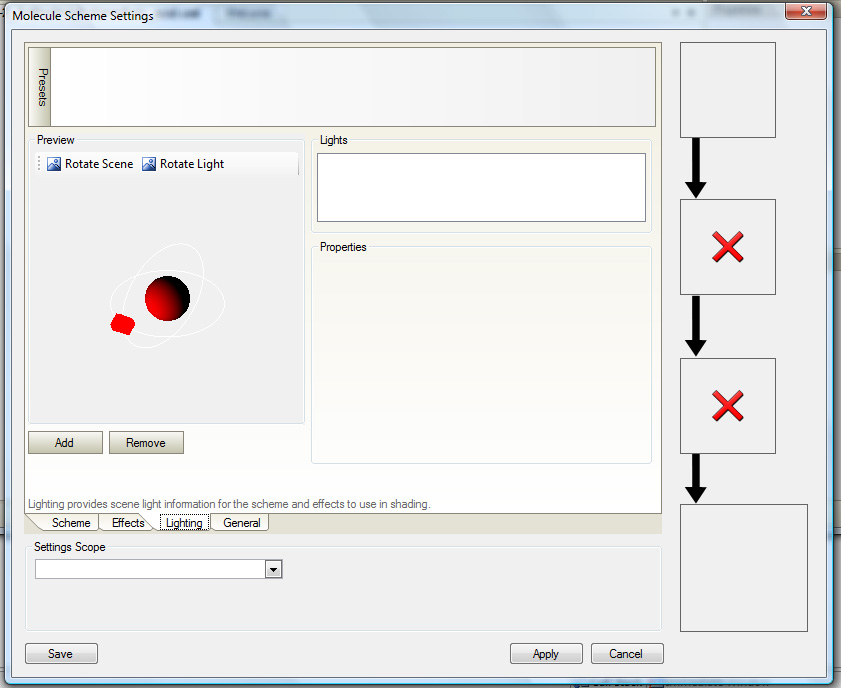 Molecule Scheme Settings
Presets
Preview
Rotate Scene Rotate Light
Lights
Properties
Add Remove
Lighting provides scene light information for the scheme and effects to use in shading.
Scheme Effects Lighting General
Settings Scope
Save Apply Cancel